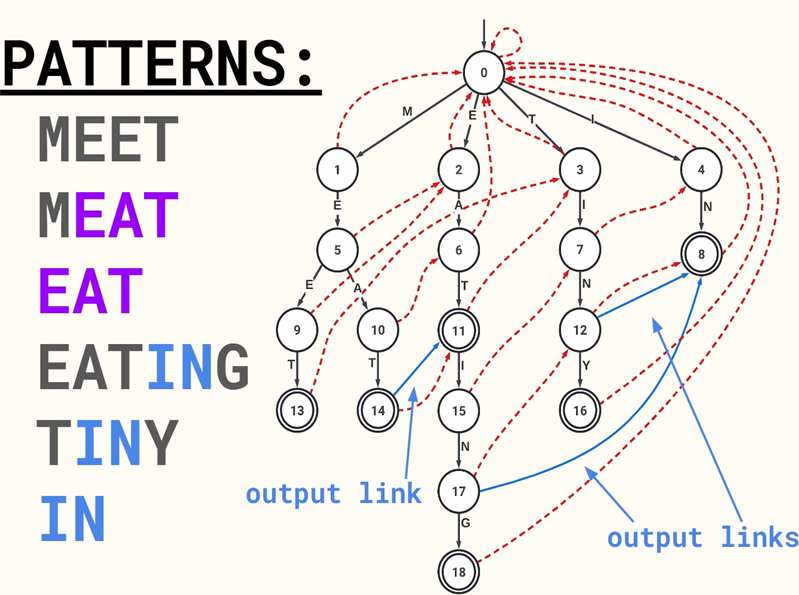 PATTERNS:
MEET
MEAT
EAT
EATING
TINY
IN
0
M E T I
1 2 3 4
E A I N
5 6 7 8
E A T N
9 10 11 12
T T I Y
13 14 15 16
output link
N
17
G
output links
18